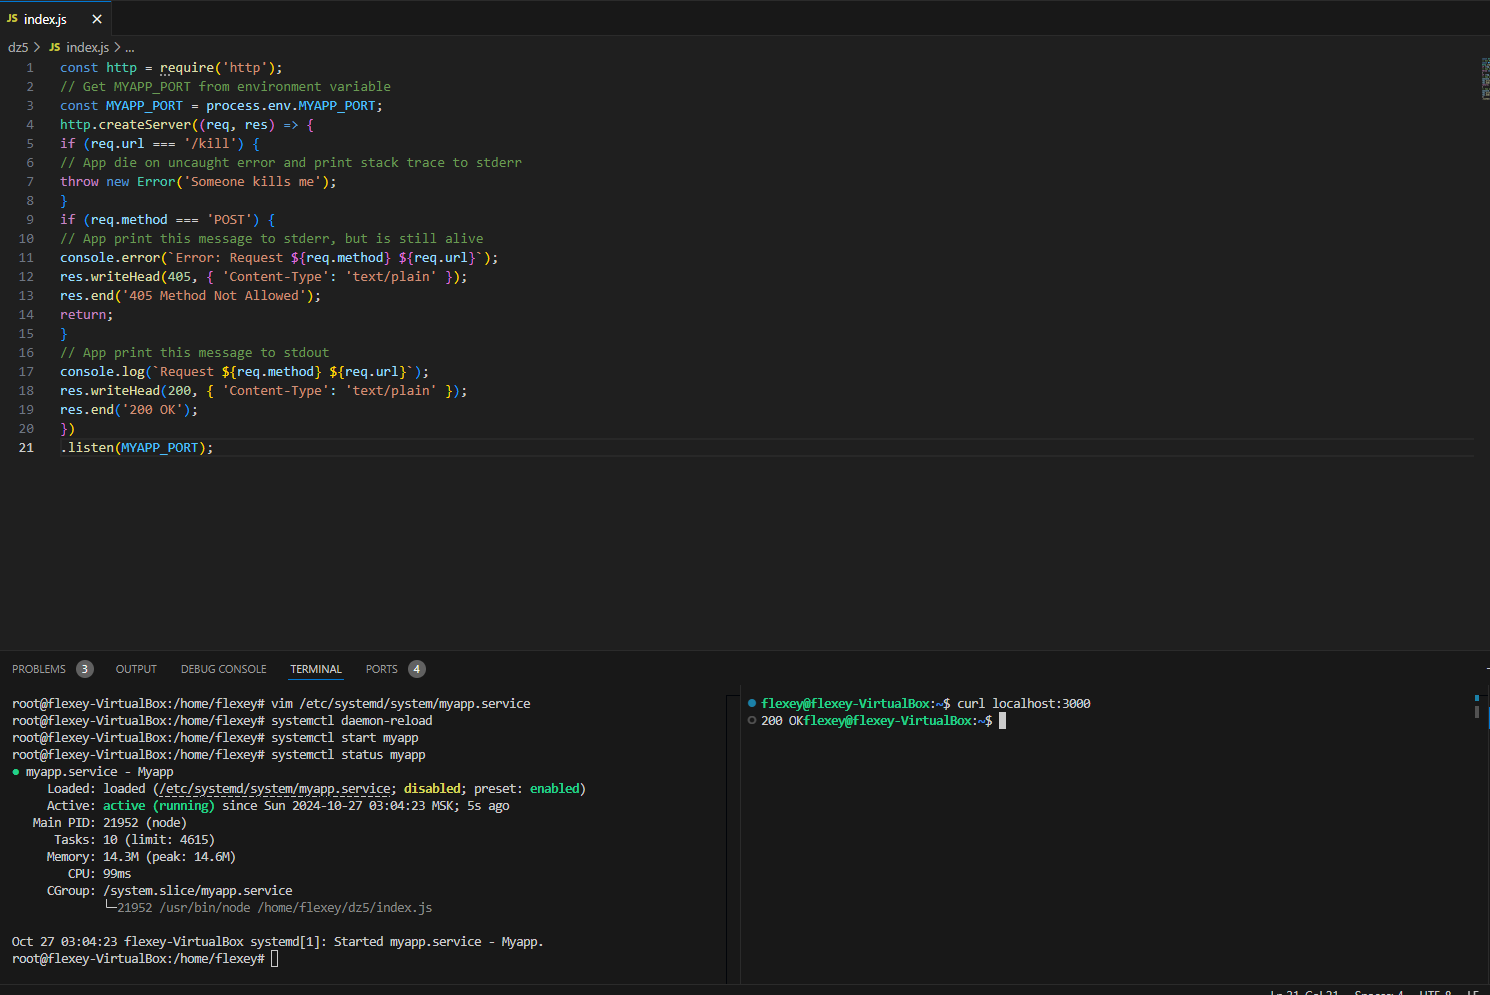 JS index.js ×
dz5 > JS index.js > ...
1 const http = require('http');
2 // Get MYAPP_PORT from environment variable
3 const MYAPP_PORT = process.env.MYAPP_PORT;
4 http.createServer((req, res) => {
5 if (req.url === '/kill') {
6 // App die on uncaught error and print stack trace to stderr
7 throw new Error('Someone kills me');
8 }
9 if (req.method === 'POST') {
10 // App print this message to stderr, but is still alive
11 console.error(`Error: Request ${req.method} ${req.url}`);
12 res.writeHead(405, { 'Content-Type': 'text/plain' });
13 res.end('405 Method Not Allowed');
14 return;
15 }
16 // App print this message to stdout
17 console.log(`Request ${req.method} ${req.url}`);
18 res.writeHead(200, { 'Content-Type': 'text/plain' });
19 res.end('200 OK');
20 })
21 .listen(MYAPP_PORT);
PROBLEMS 3 OUTPUT DEBUG CONSOLE TERMINAL PORTS 4
root@flexey-VirtualBox:/home/flexey# vim /etc/systemd/system/myapp.service
root@flexey-VirtualBox:/home/flexey# systemctl daemon-reload
root@flexey-VirtualBox:/home/flexey# systemctl start myapp
root@flexey-VirtualBox:/home/flexey# systemctl status myapp
● myapp.service - Myapp
Loaded: loaded (/etc/systemd/system/myapp.service; disabled; preset: enabled)
Active: active (running) since Sun 2024-10-27 03:04:23 MSK; 5s ago
Main PID: 21952 (node)
Tasks: 10 (limit: 4615)
Memory: 14.3M (peak: 14.6M)
CPU: 99ms
CGroup: /system.slice/myapp.service
└─21952 /usr/bin/node /home/flexey/dz5/index.js
Oct 27 03:04:23 flexey-VirtualBox systemd[1]: Started myapp.service - Myapp.
root@flexey-VirtualBox:/home/flexey#
flexey@flexey-VirtualBox:~$ curl localhost:3000
200 OKflexey@flexey-VirtualBox:~$